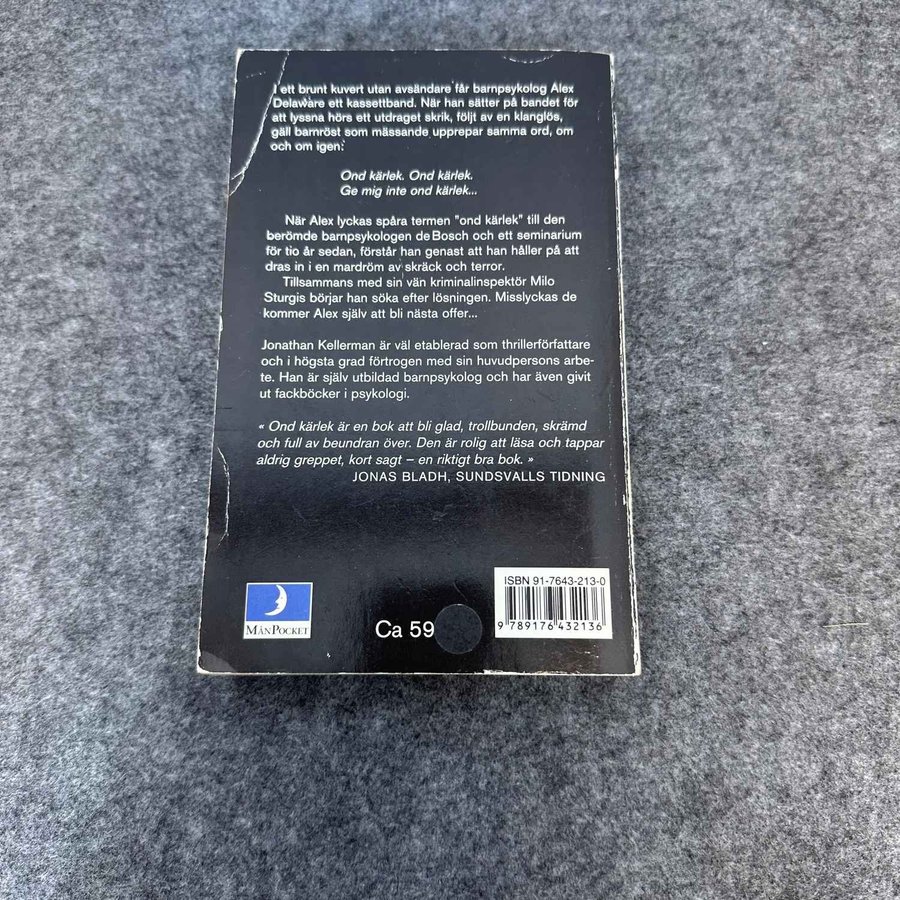 I ett brunt kuvert utan avsändare får barnpsykolog Alex
Delaware ett kassettband. När han sätter på bandet för
att lyssna hörs ett utdraget skrik, följt av en klanglös,
gäll barnröst som mässande upprepar samma ord, om
och om igen:
Ond kärlek. Ond kärlek.
Ge mig inte ond kärlek...
När Alex lyckas spåra termen "ond kärlek" till den
berömde barnpsykologen de Bosch och ett seminarium
för tio år sedan, förstår han genast att han håller på att
dras in i en mardröm av skräck och terror.
Tillsammans med sin vän kriminalinspektör Milo
Sturgis börjar han söka efter lösningen. Misslyckas de
kommer Alex själv att bli nästa offer...
Jonathan Kellerman är väl etablerad som thrillerförfattare
och i högsta grad förtrogen med sin huvudpersons arbe-
te. Han är själv utbildad barnpsykolog och har även givit
ut fackböcker i psykologi.
« Ond kärlek är en bok att bli glad, trollbunden, skrämd
och full av beundran över. Den är rolig att läsa och tappar
aldrig greppet, kort sagt – en riktigt bra bok. »
JONAS BLADH, SUNDSVALLS TIDNING
ISBN 91-7643-213-0
9 789176 432136
MÅNPOCKET
Ca 59